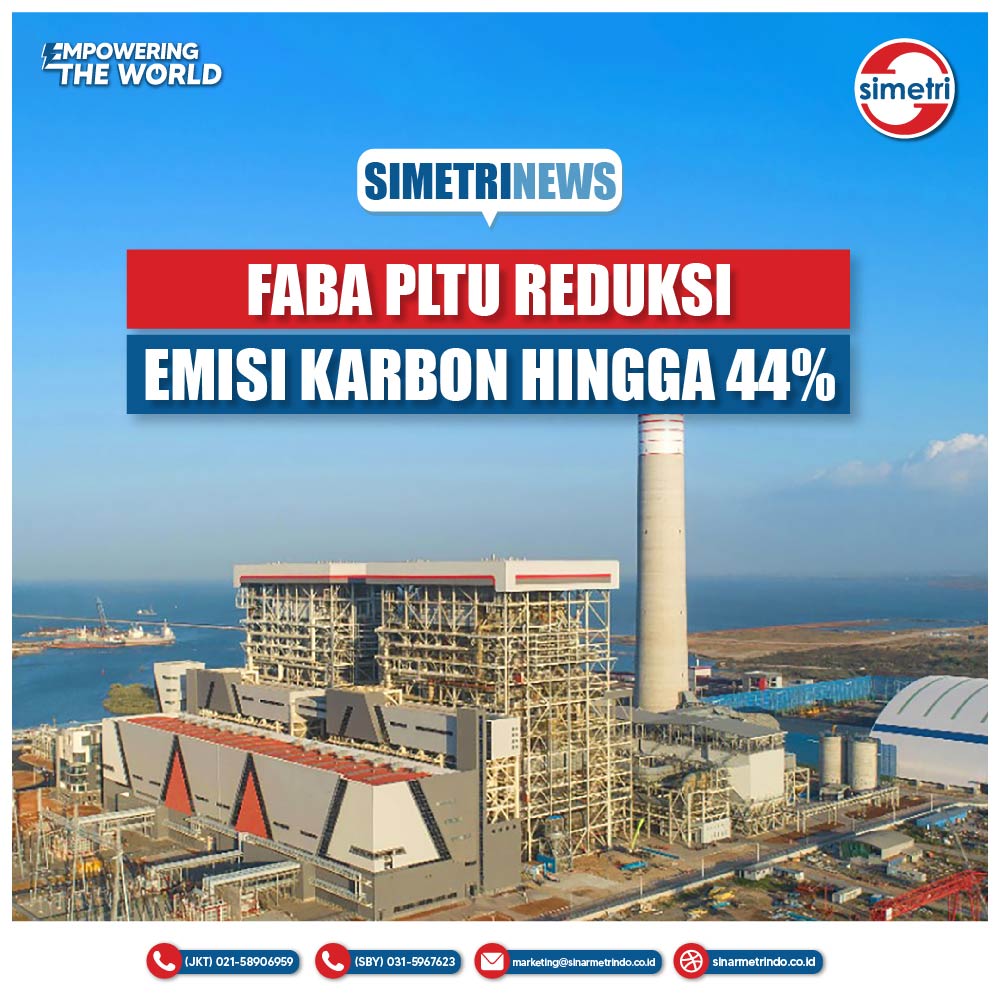 EMPOWERING
THE WORLD
simetri
SIMETRINEWS
FABA PLTU REDUKSI
EMISI KARBON HINGGA 44%
(JKT) 021-58906959
(SBY) 031-5967623
marketing@sinarmetrindo.co.id
sinarmetrindo.co.id